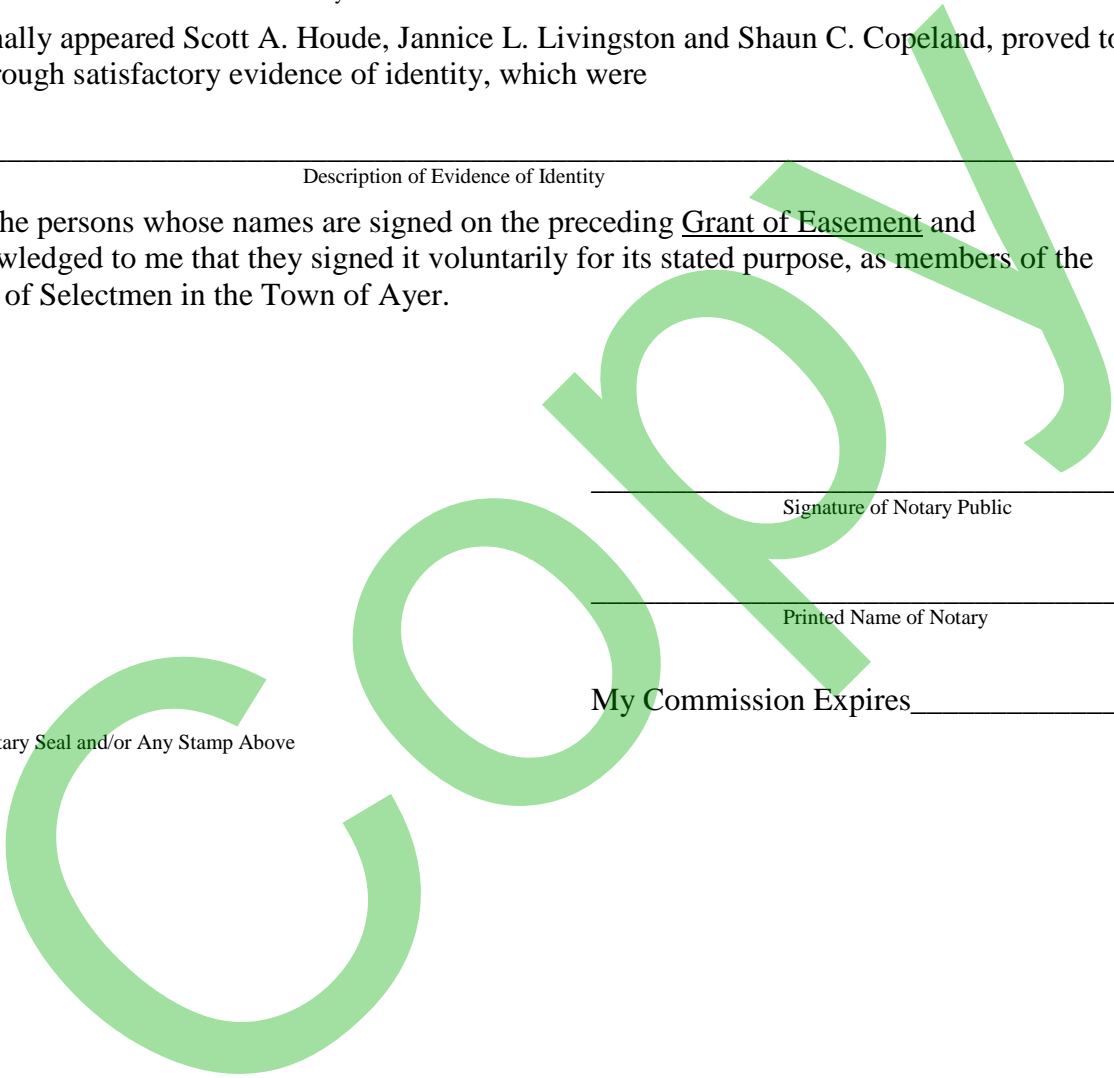 nally appeared Scott A. Houde, Jannice L. Livingston and Shaun C. Copeland, proved to
rough satisfactory evidence of identity, which were
Description of Evidence of Identity
he persons whose names are signed on the preceding Grant of Easement and
wledged to me that they signed it voluntarily for its stated purpose, as members of the
of Selectmen in the Town of Ayer.
Signature of Notary Public
Printed Name of Notary
My Commission Expires
tary Seal and/or Any Stamp Above
Copy